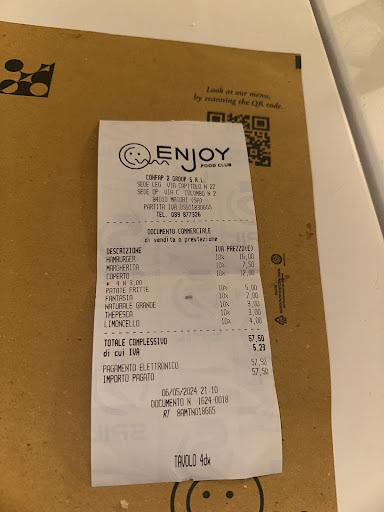 Look at our menu,
by scanning the QR code.
ENJOY
FOOD CLUB
COMFAP 2 GROUP S.R.L.
SEDE LEG. VIA CAPITOLO N 22
SEDE OP. VIA C. COLOMBO N 2
84010 MAIORI (SA)
PARTITA IVA
TEL. 089 877326
DOCUMENTO COMMERCIALE
di vendita o prestazione
DESCRIZIONE IVA PREZZO(€)
HAMBURGER 10% 16,00
MARGHERITA 10% 7,50
COPERTO 10% 12,00
* 4 X 3,00
PATATE FRITTE 10% 5,00
FANTASIA 10% 7,00
NATURALE GRANDE 10% 3,00
THEPESCA 10% 3,00
LIMONCELLO 10% 4,00
TOTALE COMPLESSIVO 57,50
di cui IVA 5,23
PAGAMENTO ELETTRONICO 57,50
IMPORTO PAGATO 57,50
06/05/2024 21:10
DOCUMENTO N. 1624-0018
RT 8AMTN018665
TAVOLO 4dx